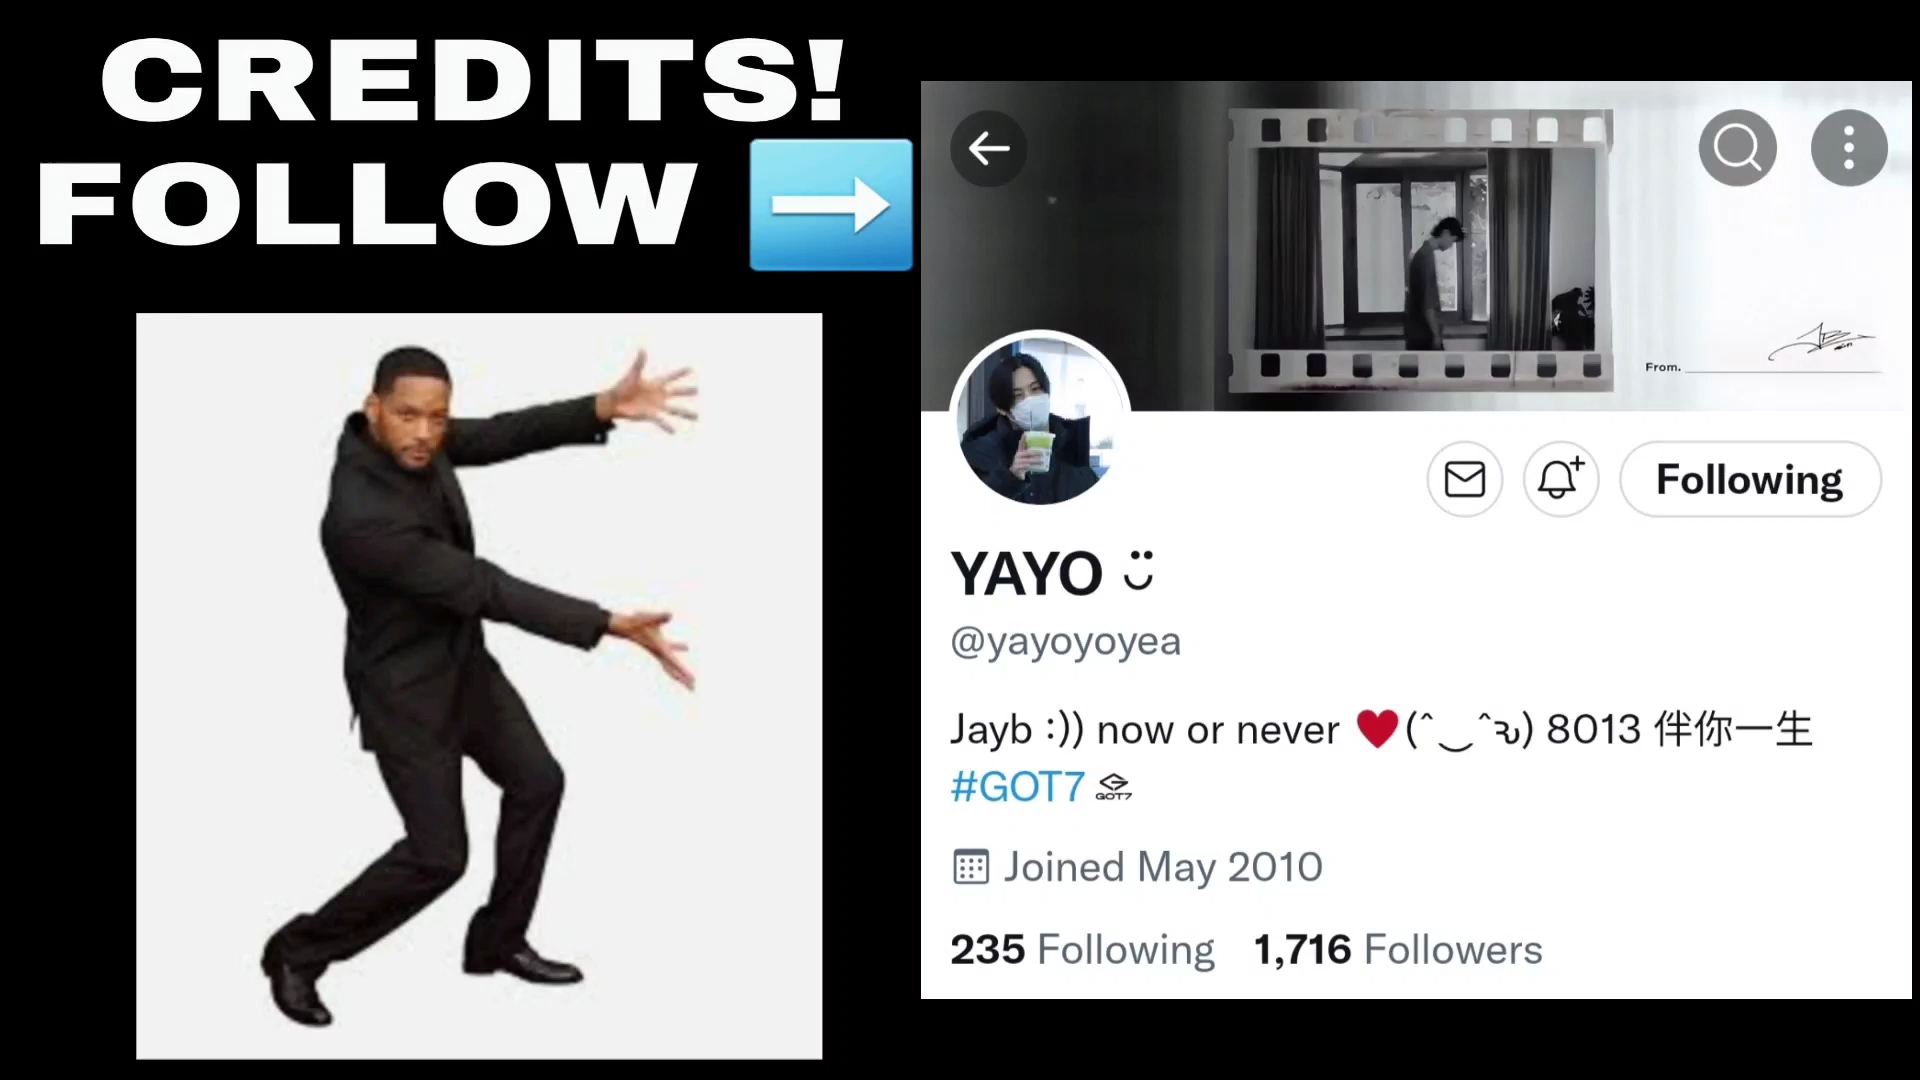 CREDITS!
FOLLOW ➡
From.
Following
YAYO
@yayoyoyea
Jayb :)) now or never ❤(ˆ‿ˆԅ) 8013 伴你一生
#GOT7 GOT7
Joined May 2010
235 Following 1,716 Followers